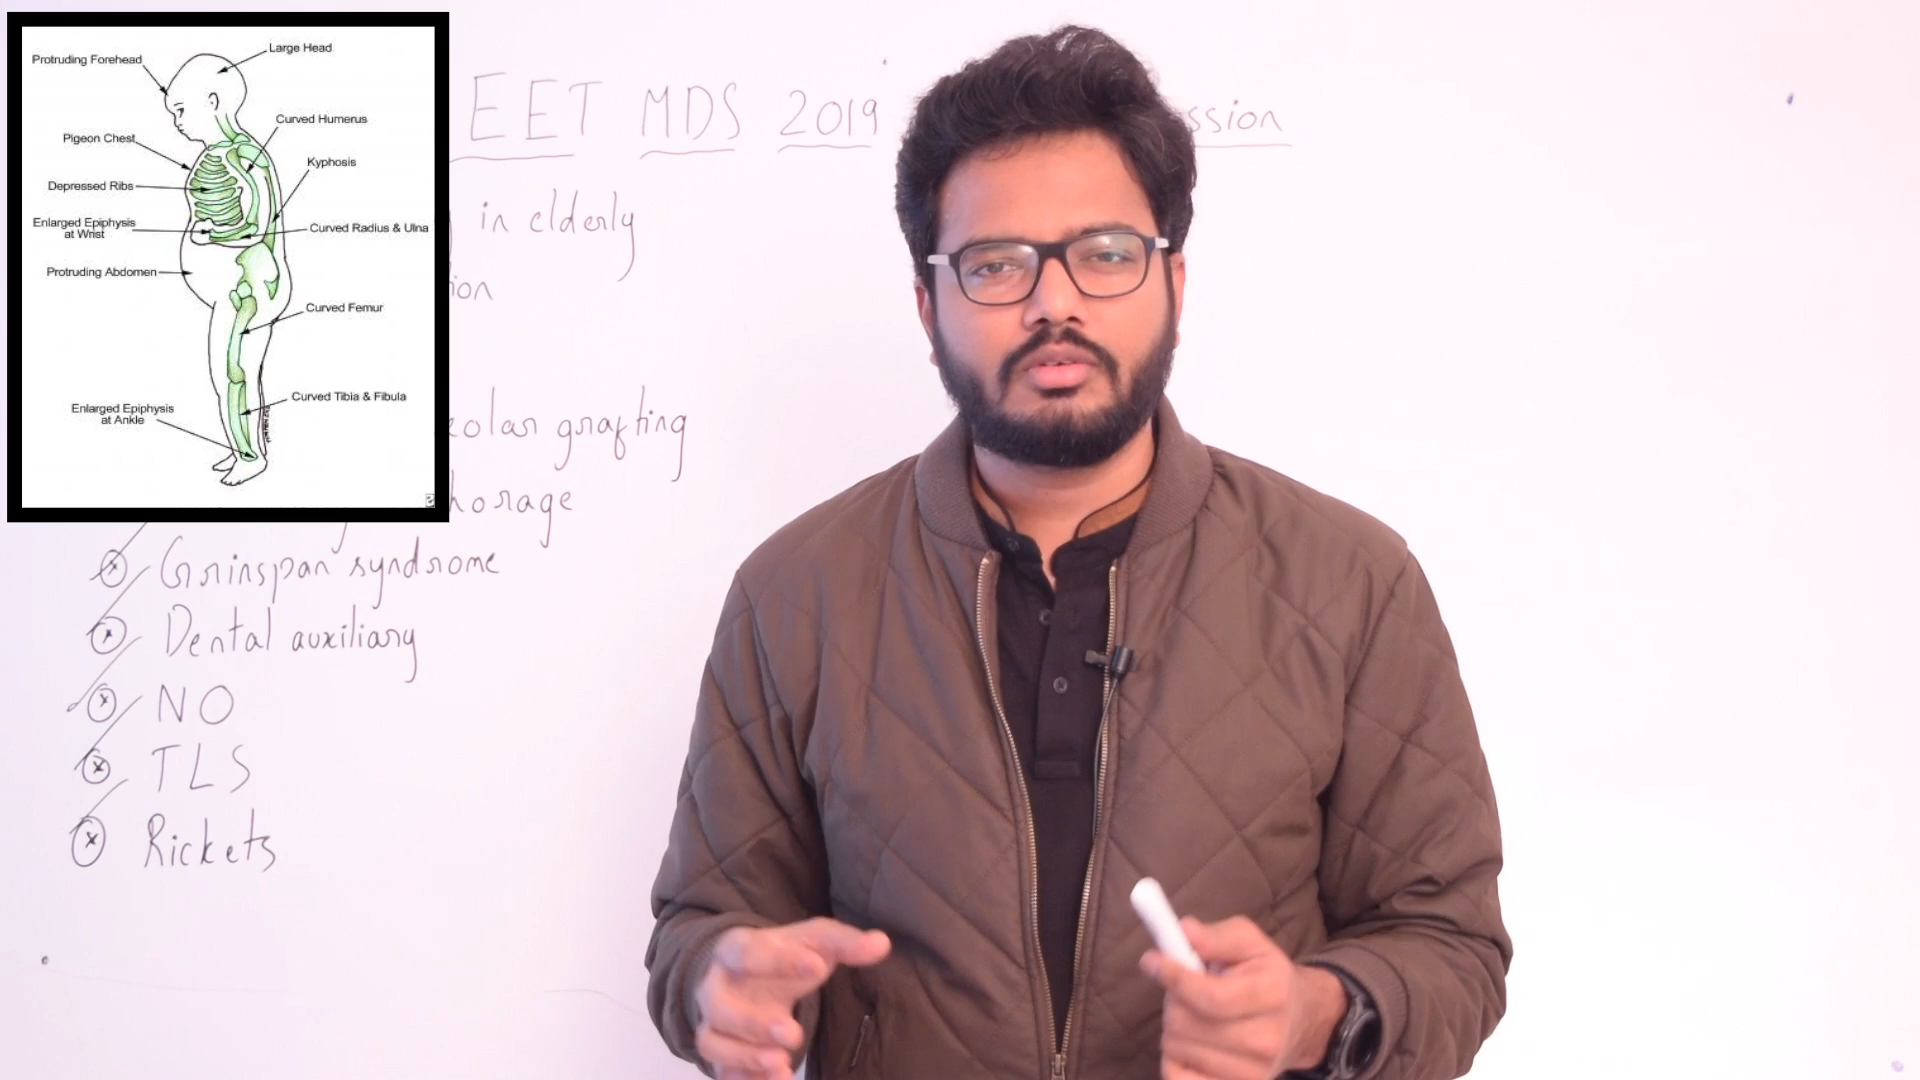 Large Head
Protruding Forehead
Curved Humerus
Pigeon Chest
Kyphosis
Depressed Ribs
Enlarged Epiphysis
at Wrist
Curved Radius & Ulna
Protruding Abdomen
Curved Femur
Curved Tibia & Fibula
Enlarged Epiphysis
at Ankle
EET MDS 2019 ssion
in elderly
ion
eolar grafting
horage
Grinspan syndrome
Dental auxiliary
NO
TLS
Rickets